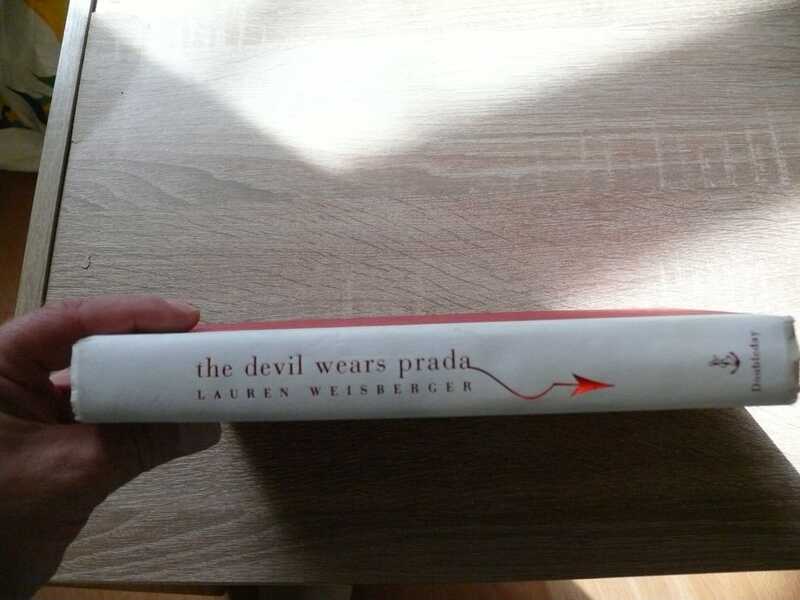 the devil wears prada
LAUREN WEISBERGER
Doubleday